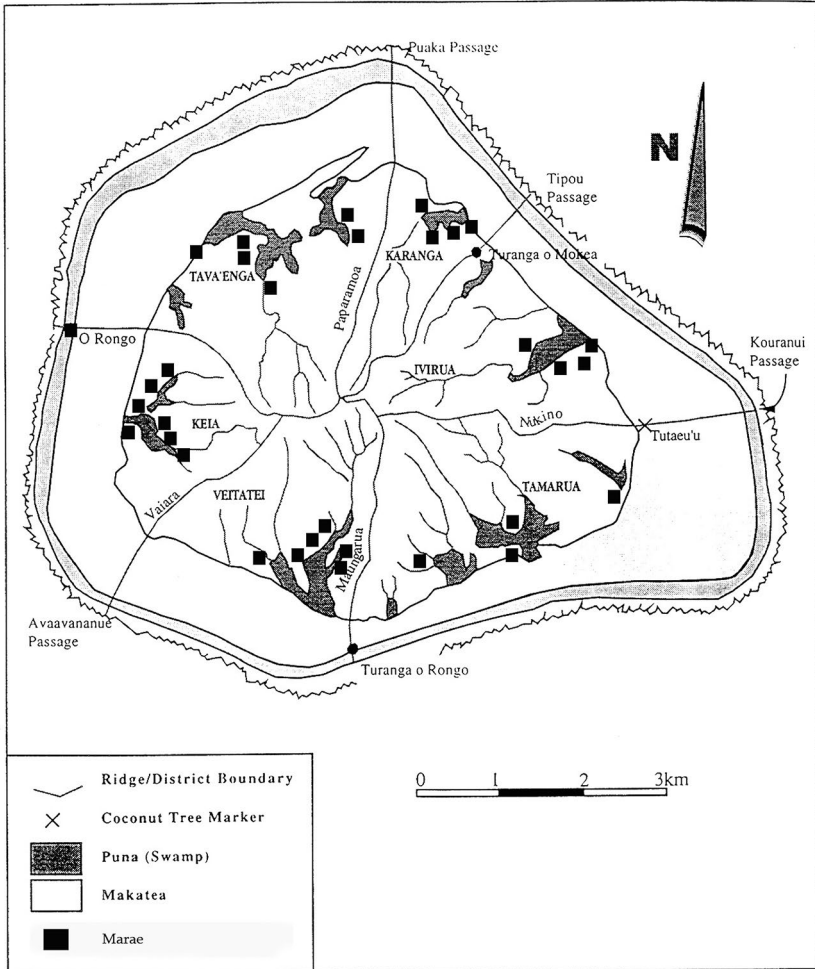 Puaka Passage
N
Tipou
Passage
KARANGA
Turanga o Mokea
TAVA'ENGA
Paparamoa
O Rongo
IVIRUA
Kouranui
Passage
Nukino
Tutaeu'u
KEIA
Vaiara
VEITATEI
TAMARUA
Maungarua
Avaavananue
Passage
Turanga o Rongo
Ridge/District Boundary
Coconut Tree Marker
Puna (Swamp)
Makatea
Marae
0 1 2 3km